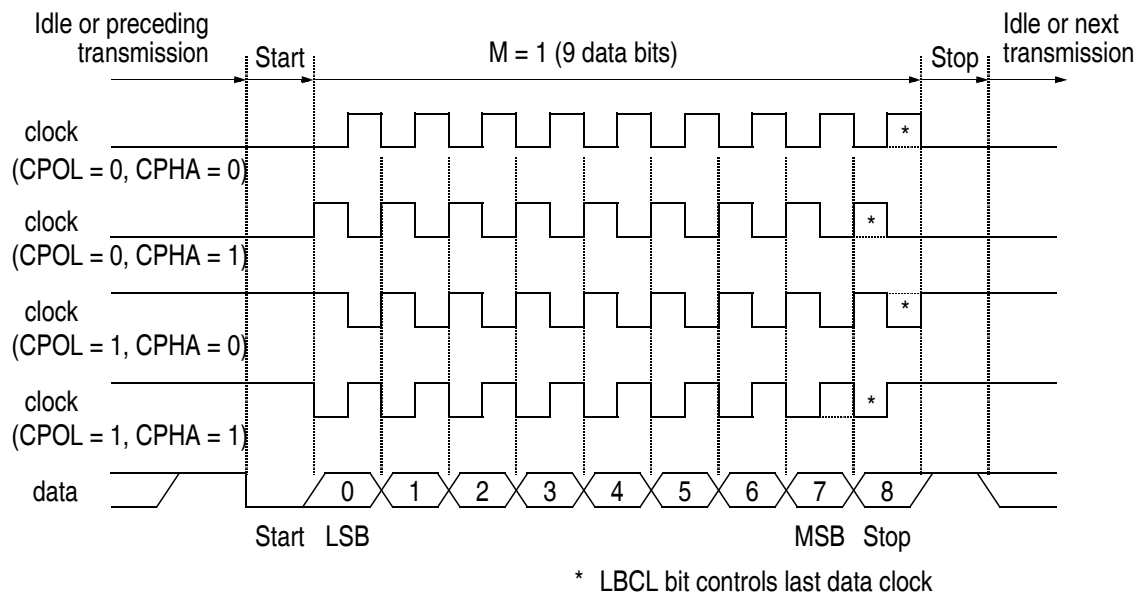 Idle or preceding
transmission
Start
M = 1 (9 data bits)
Stop
Idle or next
transmission
clock
(CPOL = 0, CPHA = 0)
*
clock
(CPOL = 0, CPHA = 1)
*
clock
(CPOL = 1, CPHA = 0)
*
clock
(CPOL = 1, CPHA = 1)
*
data
0 1 2 3 4 5 6 7 8
Start LSB MSB Stop
* LBCL bit controls last data clock